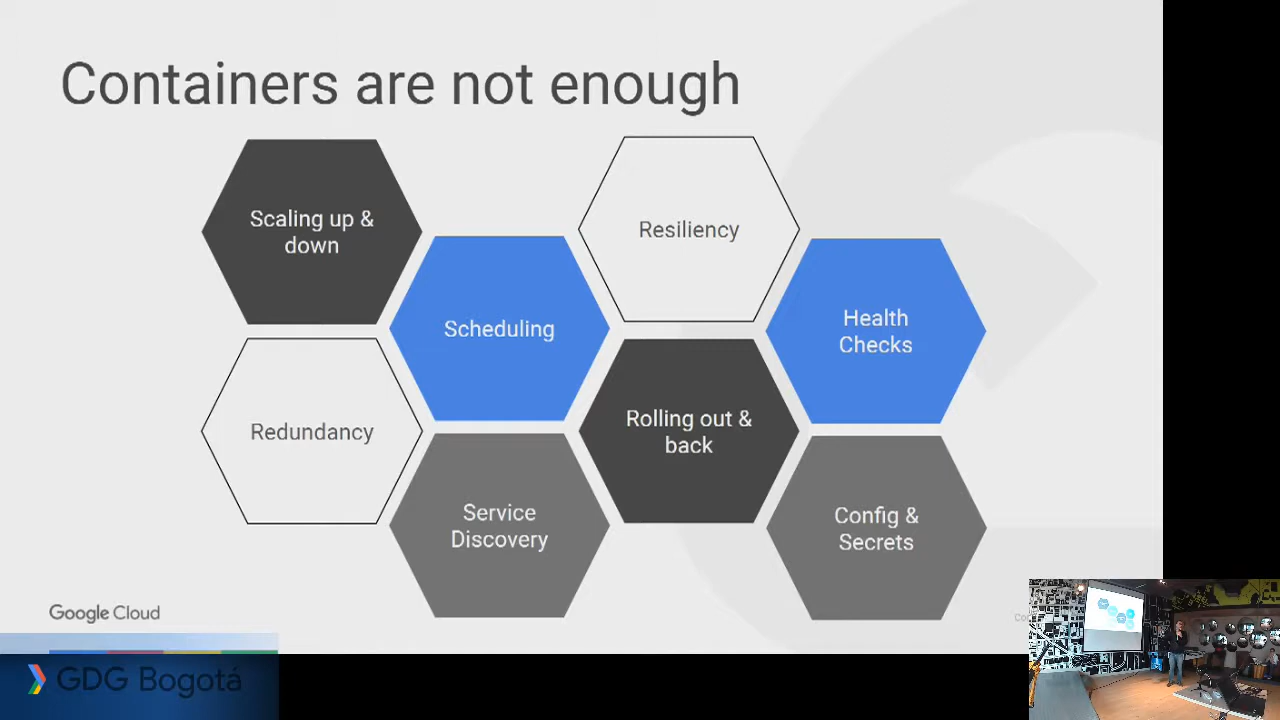 Containers are not enough
Scaling up &
down
Resiliency
Scheduling
Health
Checks
Redundancy
Rolling out &
back
Service
Discovery
Config &
Secrets
Google Cloud
GDG Bogotá